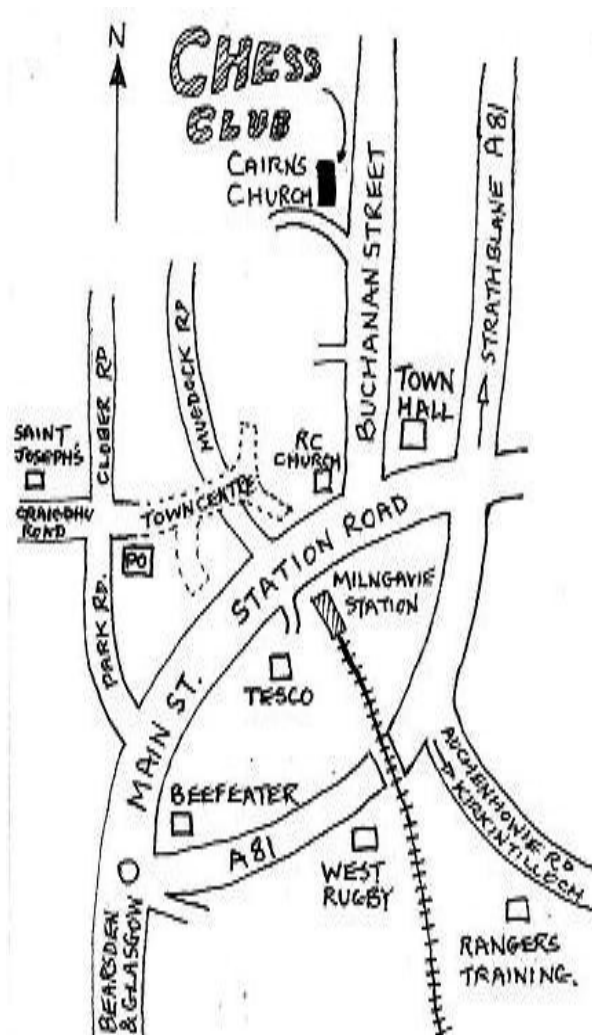 N
CHESS
CLUB
CAIRNS
CHURCH
BUCHANAN STREET
STRATHBLANE A81
TOWN
HALL
CLOBER RD
MUGDOCK RD
RC
CHURCH
SAINT
JOSEPH'S
CRAIGDHU
ROAD
TOWN CENTRE
PO
STATION ROAD
MILNGAVIE
STATION
PARK RD.
TESCO
MAIN ST.
BEEFEATER
A81
AUCHENHOWIE RD
KIRKINTILLOCH
WEST
RUGBY
RANGERS
TRAINING.
BEARSDEN
& GLASGOW